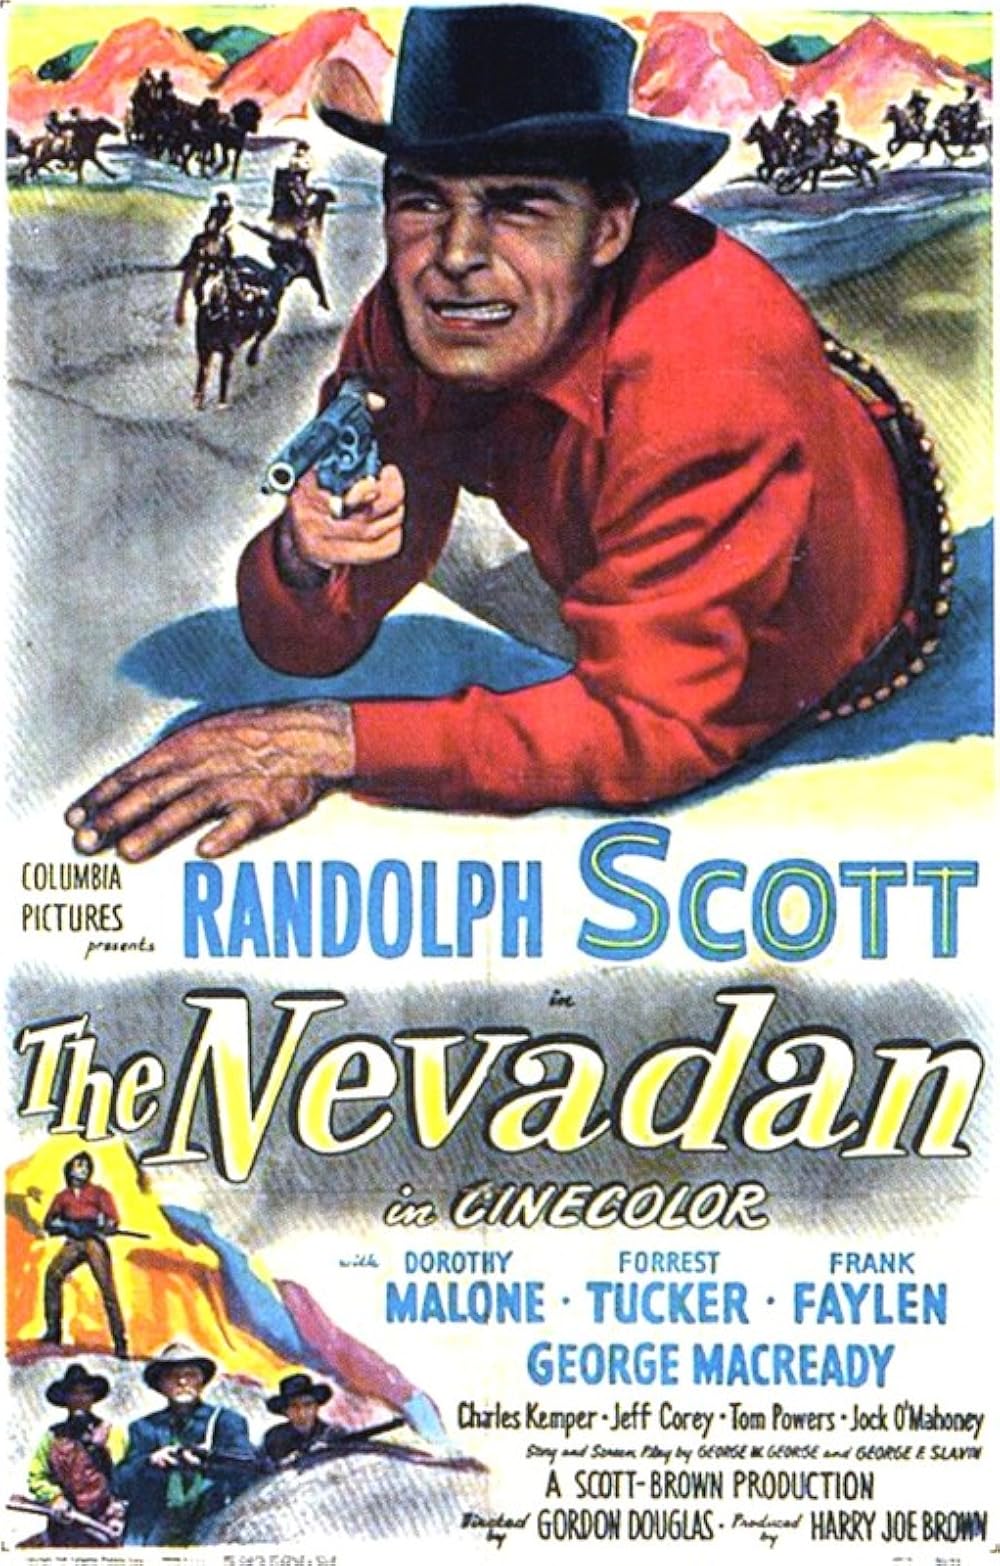 COLUMBIA
PICTURES
presents
RANDOLPH SCOTT
in
The Nevadan
in CINECOLOR
with DOROTHY MALONE · FORREST TUCKER · FRANK FAYLEN
GEORGE MACREADY
Charles Kemper · Jeff Corey · Tom Powers · Jock O'Mahoney
Story and Screen Play by GEORGE W. GEORGE and GEORGE F. SLAVIN
A SCOTT-BROWN PRODUCTION
Directed by GORDON DOUGLAS · Produced by HARRY JOE BROWN